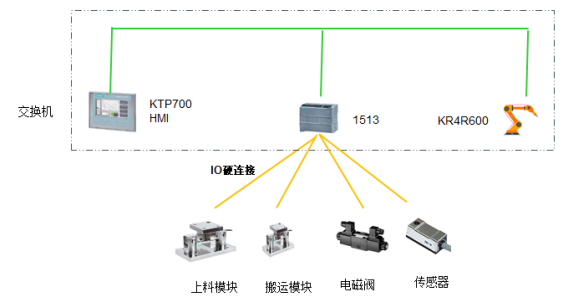 交换机
KTP700
HMI
1513
KR4R600
IO硬连接
上料模块
搬运模块
电磁阀
传感器